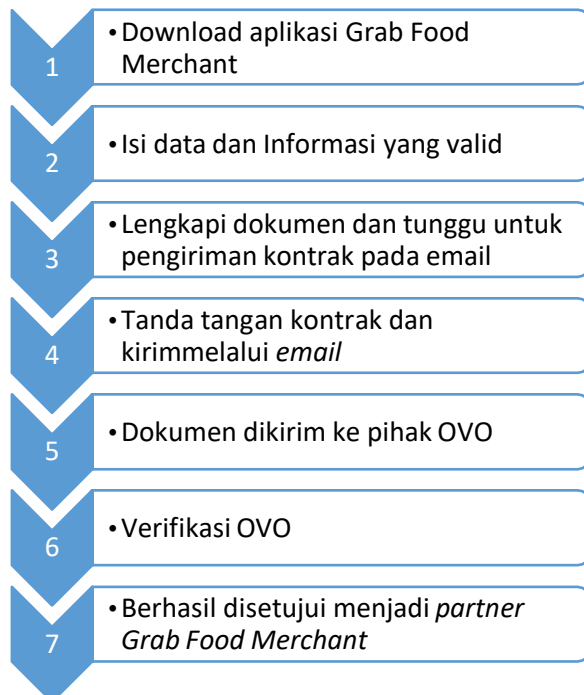 1
• Download aplikasi Grab Food
Merchant
2
• Isi data dan Informasi yang valid
3
• Lengkapi dokumen dan tunggu untuk
pengiriman kontrak pada email
4
• Tanda tangan kontrak dan
kirimmelalui email
5
• Dokumen dikirim ke pihak OVO
6
• Verifikasi OVO
7
• Berhasil disetujui menjadi partner
Grab Food Merchant